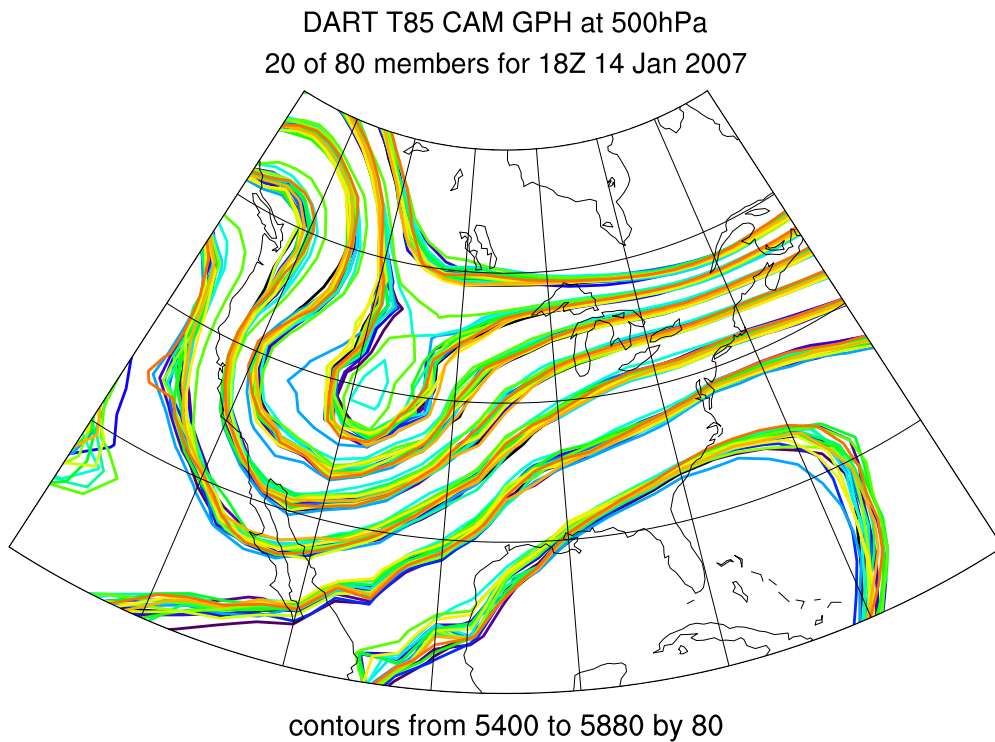 DART T85 CAM GPH at 500hPa
20 of 80 members for 18Z 14 Jan 2007
contours from 5400 to 5880 by 80